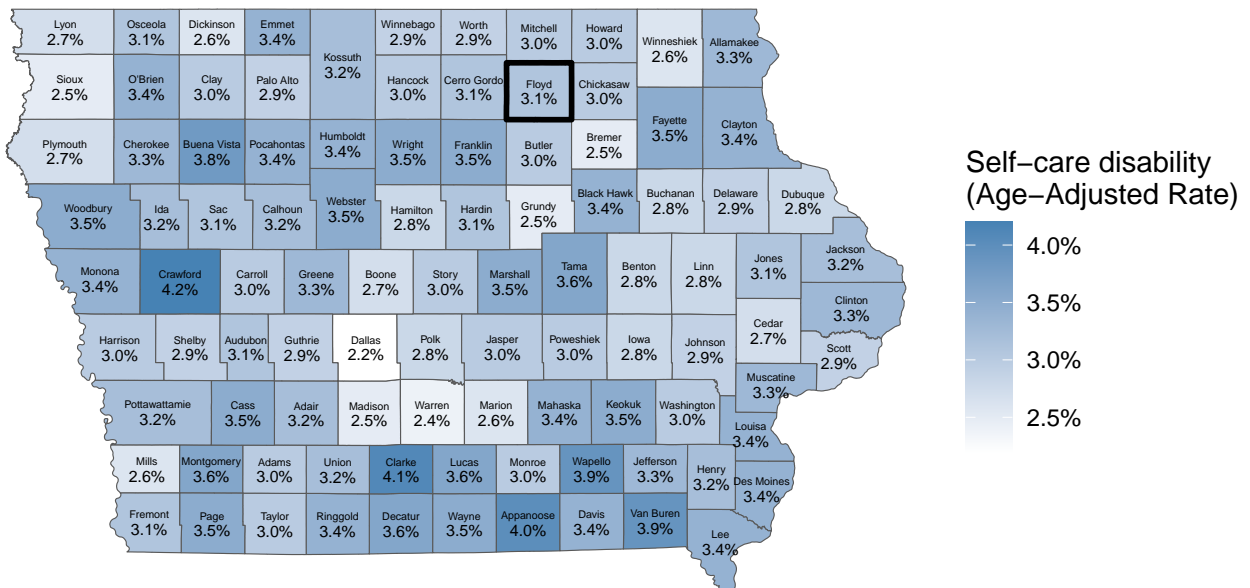 Lyon
2.7%
Osceola
3.1%
Dickinson
2.6%
Emmet
3.4%
Kossuth
3.2%
Winnebago
2.9%
Worth
2.9%
Mitchell
3.0%
Howard
3.0%
Winneshiek
2.6%
Allamakee
3.3%
Sioux
2.5%
O'Brien
3.4%
Clay
3.0%
Palo Alto
2.9%
Hancock
3.0%
Cerro Gordo
3.1%
Floyd
3.1%
Chickasaw
3.0%
Fayette
3.5%
Clayton
3.4%
Plymouth
2.7%
Cherokee
3.3%
Buena Vista
3.8%
Pocahontas
3.4%
Humboldt
3.4%
Wright
3.5%
Franklin
3.5%
Butler
3.0%
Bremer
2.5%
Woodbury
3.5%
Ida
3.2%
Sac
3.1%
Calhoun
3.2%
Webster
3.5%
Hamilton
2.8%
Hardin
3.1%
Grundy
2.5%
Black Hawk
3.4%
Buchanan
2.8%
Delaware
2.9%
Dubuque
2.8%
Monona
3.4%
Crawford
4.2%
Carroll
3.0%
Greene
3.3%
Boone
2.7%
Story
3.0%
Marshall
3.5%
Tama
3.6%
Benton
2.8%
Linn
2.8%
Jones
3.1%
Jackson
3.2%
Clinton
3.3%
Harrison
3.0%
Shelby
2.9%
Audubon
3.1%
Guthrie
2.9%
Dallas
2.2%
Polk
2.8%
Jasper
3.0%
Poweshiek
3.0%
Iowa
2.8%
Johnson
2.9%
Cedar
2.7%
Scott
2.9%
Muscatine
3.3%
Pottawattamie
3.2%
Cass
3.5%
Adair
3.2%
Madison
2.5%
Warren
2.4%
Marion
2.6%
Mahaska
3.4%
Keokuk
3.5%
Washington
3.0%
Louisa
3.4%
Mills
2.6%
Montgomery
3.6%
Adams
3.0%
Union
3.2%
Clarke
4.1%
Lucas
3.6%
Monroe
3.0%
Wapello
3.9%
Jefferson
3.3%
Henry
3.2%
Des Moines
3.4%
Fremont
3.1%
Page
3.5%
Taylor
3.0%
Ringgold
3.4%
Decatur
3.6%
Wayne
3.5%
Appanoose
4.0%
Davis
3.4%
Van Buren
3.9%
Lee
3.4%
Self−care disability
(Age−Adjusted Rate)
4.0%
3.5%
3.0%
2.5%